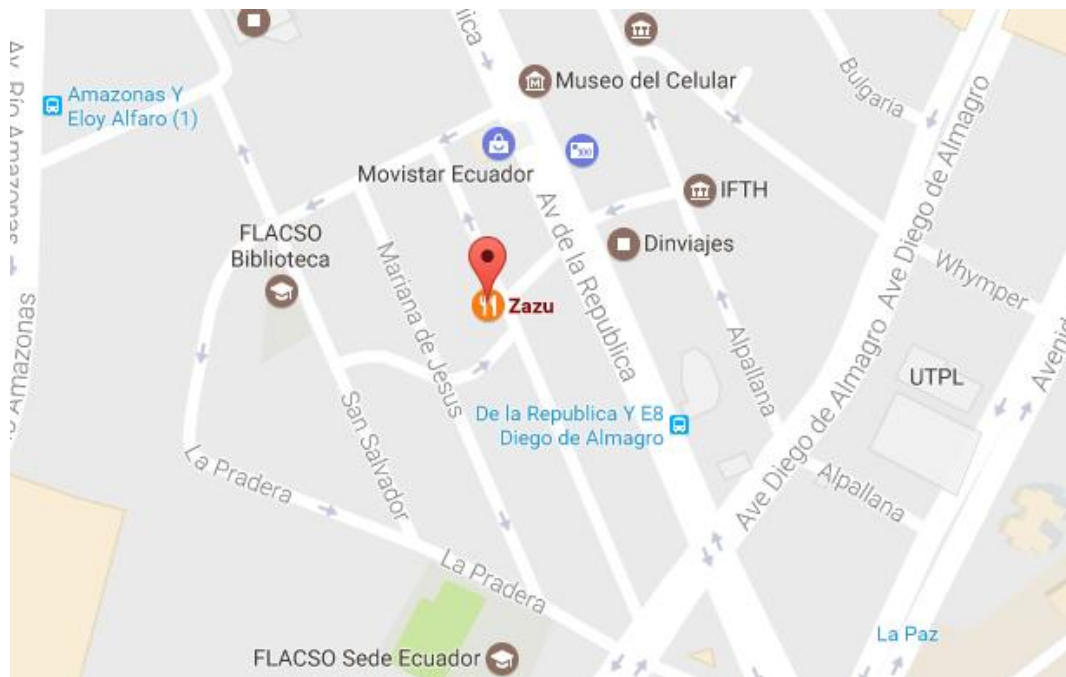 nica
Museo del Celular
Amazonas Y
Eloy Alfaro (1)
Bulgaria
Ave Diego de Almagro
Movistar Ecuador
IFTH
FLACSO
Biblioteca
Av de la Republica
Dinviajes
Mariana de Jesus
Whymper
Zazu
Amazonas
Alpallana
UTPL
Avenid
De la Republica Y E8
Diego de Almagro
San Salvador
La Pradera
Ave Diego de Almagro
Alpallana
La Pradera
La Paz
FLACSO Sede Ecuador